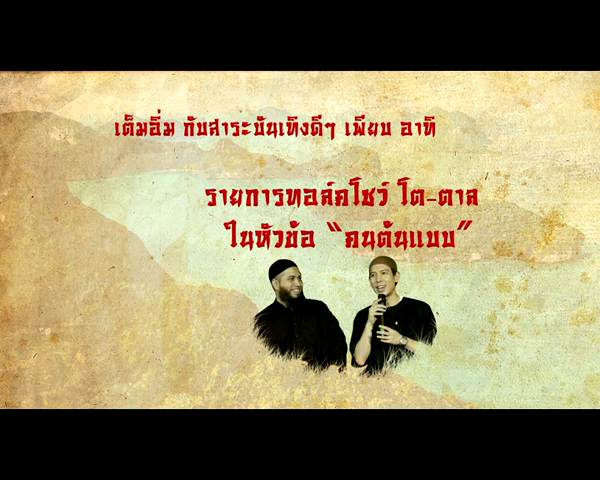 เต็มอิ่ม กับสาระบันเทิงดีๆ เพียบ อาทิ
รายการทอล์คโชว์ โต-ตาล
ในหัวข้อ “คนต้นแบบ”